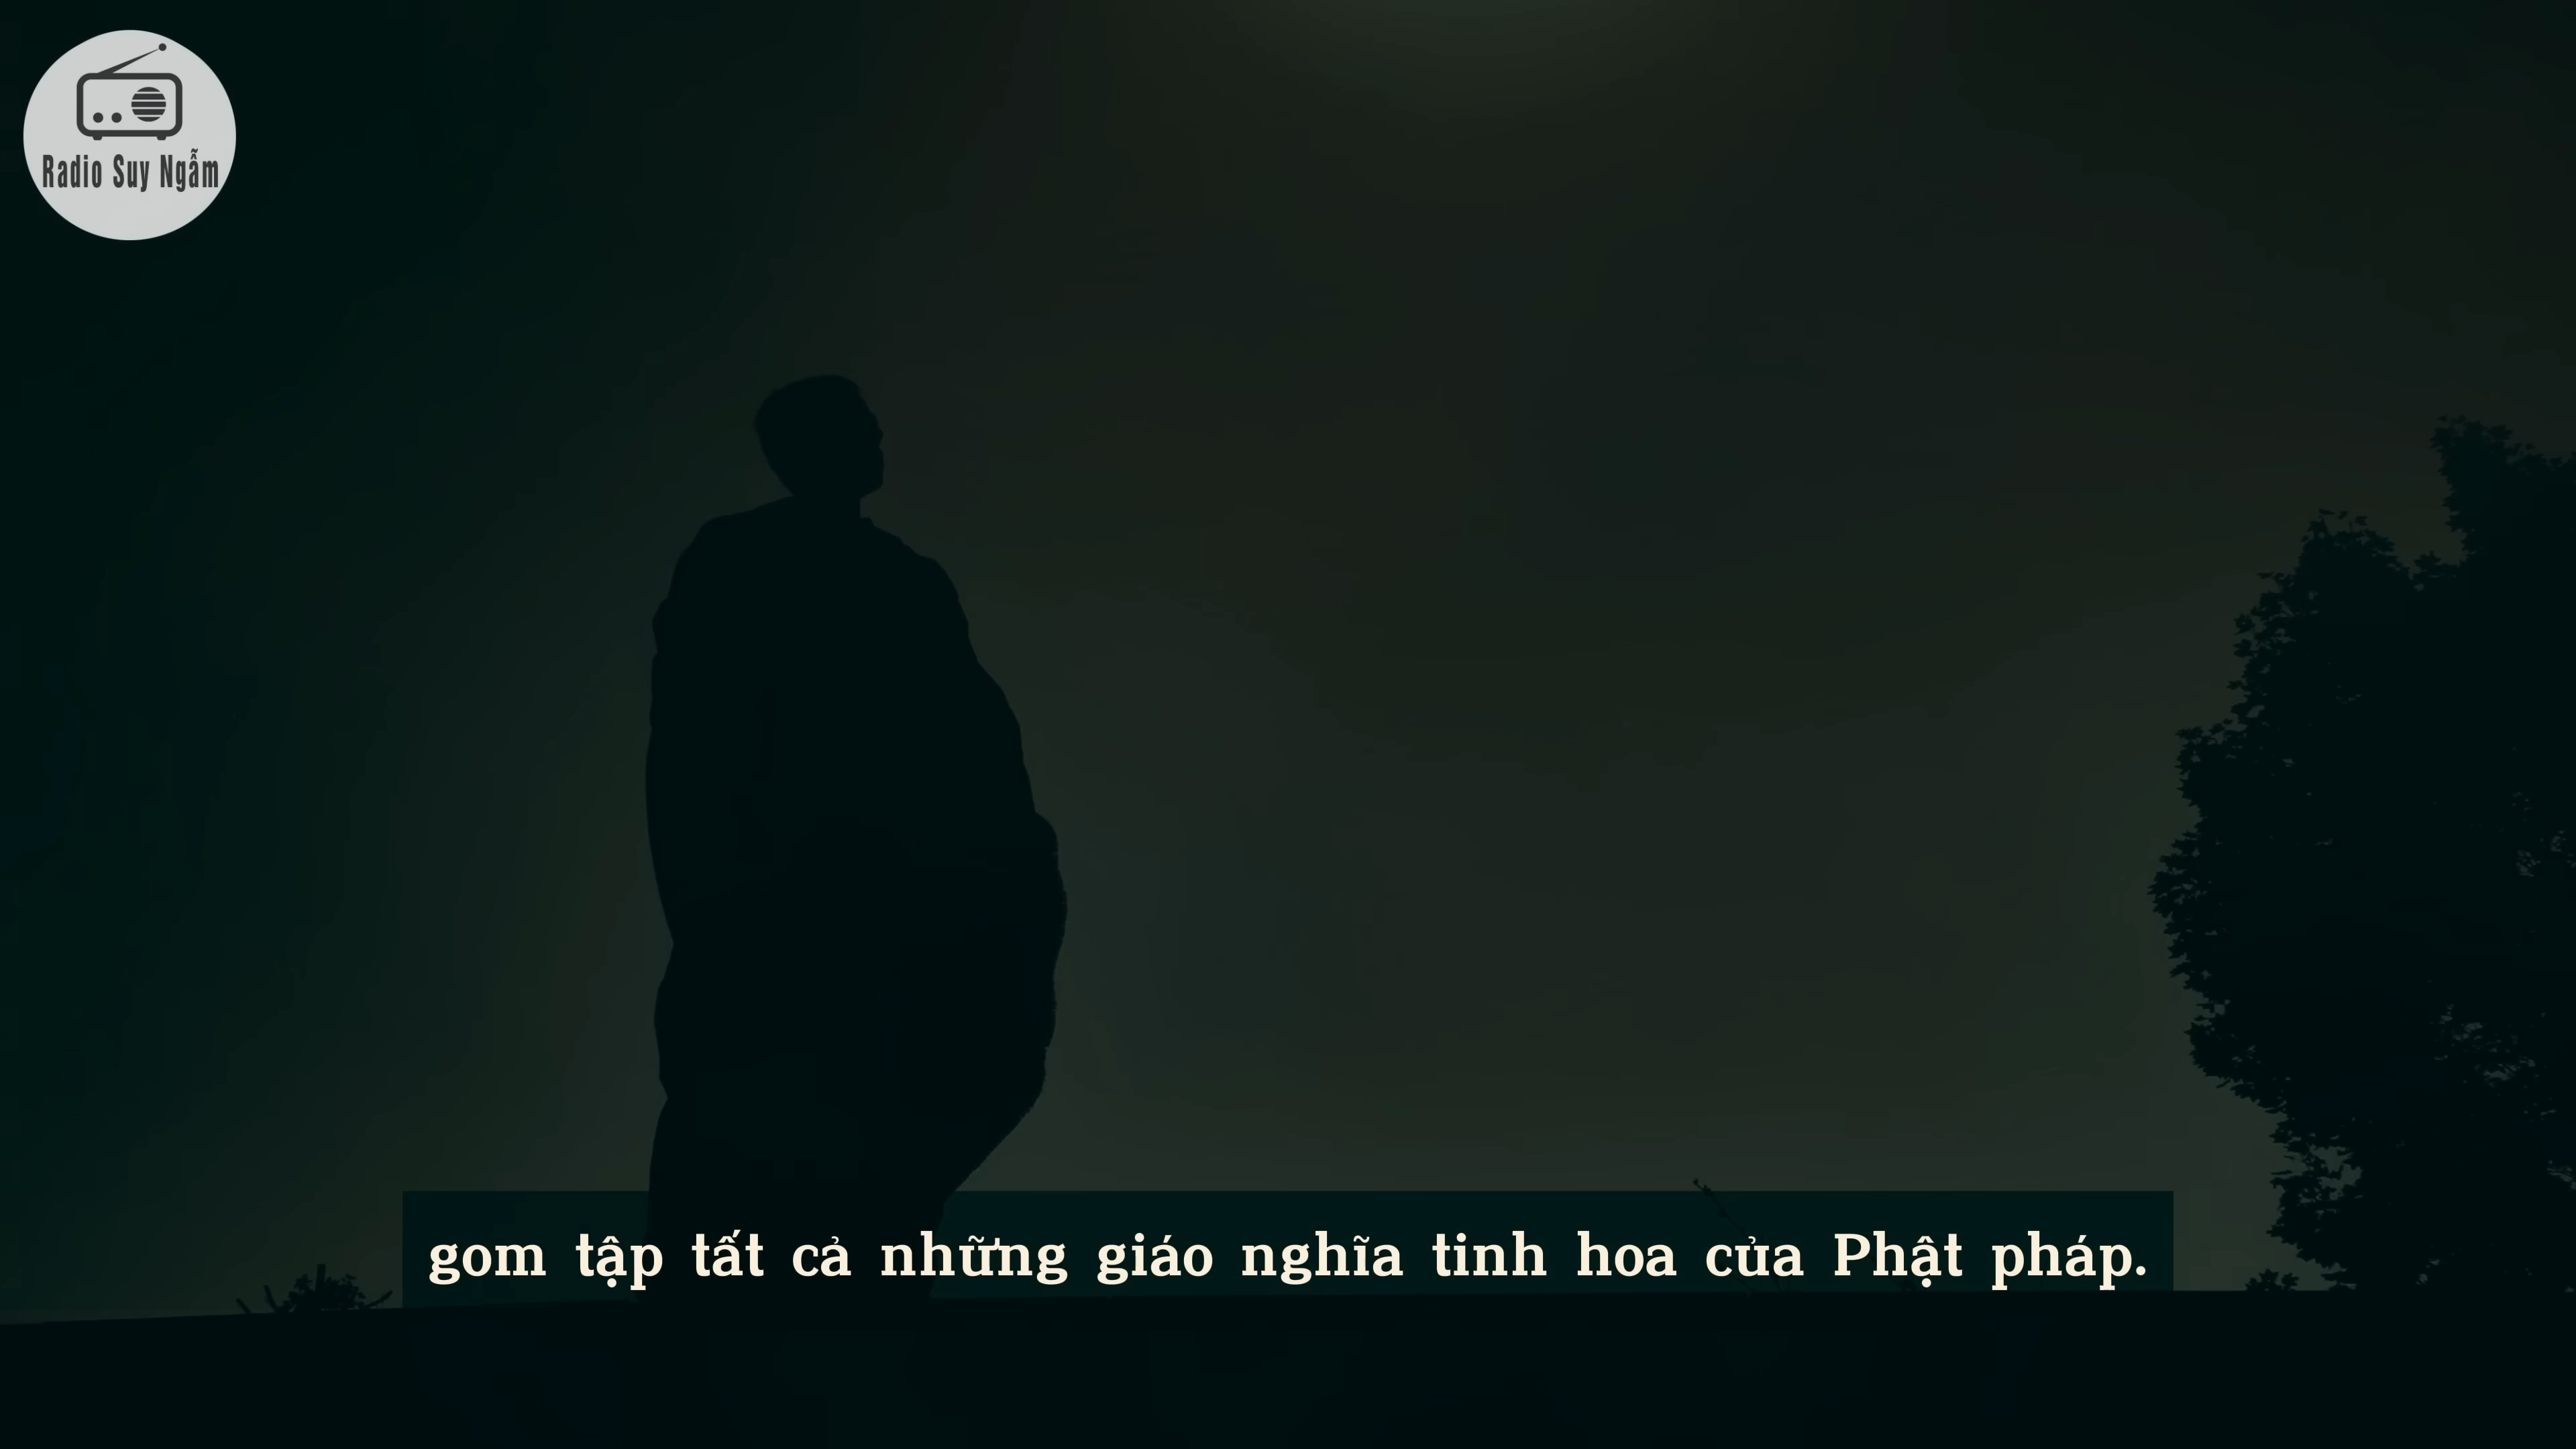 Radio Suy Ngẫm
gom tập tất cả những giáo nghĩa tinh hoa của Phật pháp.